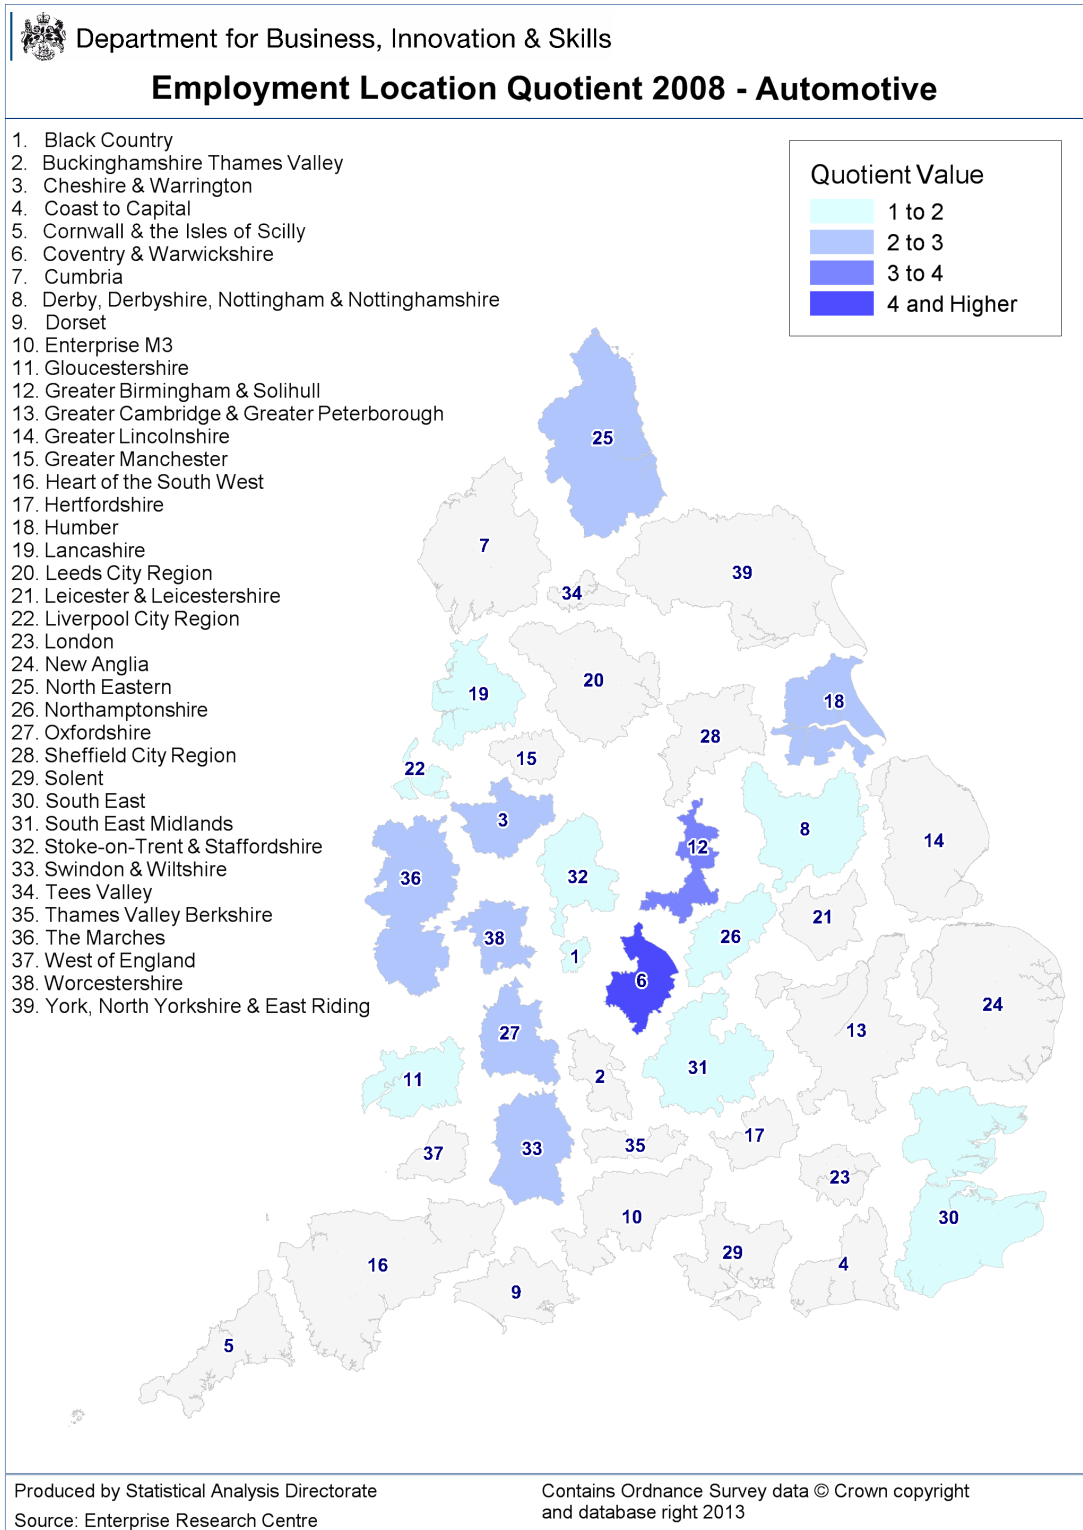 Department for Business, Innovation & Skills
Employment Location Quotient 2008 - Automotive
1. Black Country
2. Buckinghamshire Thames Valley
3. Cheshire & Warrington
4. Coast to Capital
5. Cornwall & the Isles of Scilly
6. Coventry & Warwickshire
7. Cumbria
8. Derby, Derbyshire, Nottingham & Nottinghamshire
9. Dorset
10. Enterprise M3
11. Gloucestershire
12. Greater Birmingham & Solihull
13. Greater Cambridge & Greater Peterborough
14. Greater Lincolnshire
15. Greater Manchester
16. Heart of the South West
17. Hertfordshire
18. Humber
19. Lancashire
20. Leeds City Region
21. Leicester & Leicestershire
22. Liverpool City Region
23. London
24. New Anglia
25. North Eastern
26. Northamptonshire
27. Oxfordshire
28. Sheffield City Region
29. Solent
30. South East
31. South East Midlands
32. Stoke-on-Trent & Staffordshire
33. Swindon & Wiltshire
34. Tees Valley
35. Thames Valley Berkshire
36. The Marches
37. West of England
38. Worcestershire
39. York, North Yorkshire & East Riding
Quotient Value
1 to 2
2 to 3
3 to 4
4 and Higher
25
7
39
34
20
19
18
28
15
22
3
8
12
14
36
32
21
38
26
1
6
24
27
13
31
11
2
17
35
33
37
23
10
30
29
16
4
9
5
Produced by Statistical Analysis Directorate
Source: Enterprise Research Centre
Contains Ordnance Survey data © Crown copyright
and database right 2013